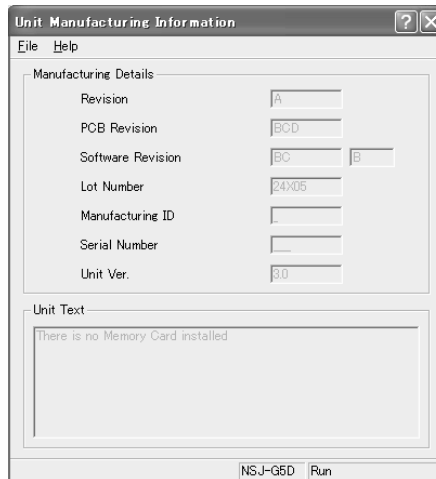 Unit Manufacturing Information
File Help
Manufacturing Details
Revision A
PCB Revision BCD
Software Revision BC B
Lot Number 24X05
Manufacturing ID _
Serial Number ___
Unit Ver. 3.0
Unit Text
There is no Memory Card installed
NSJ-G5D Run